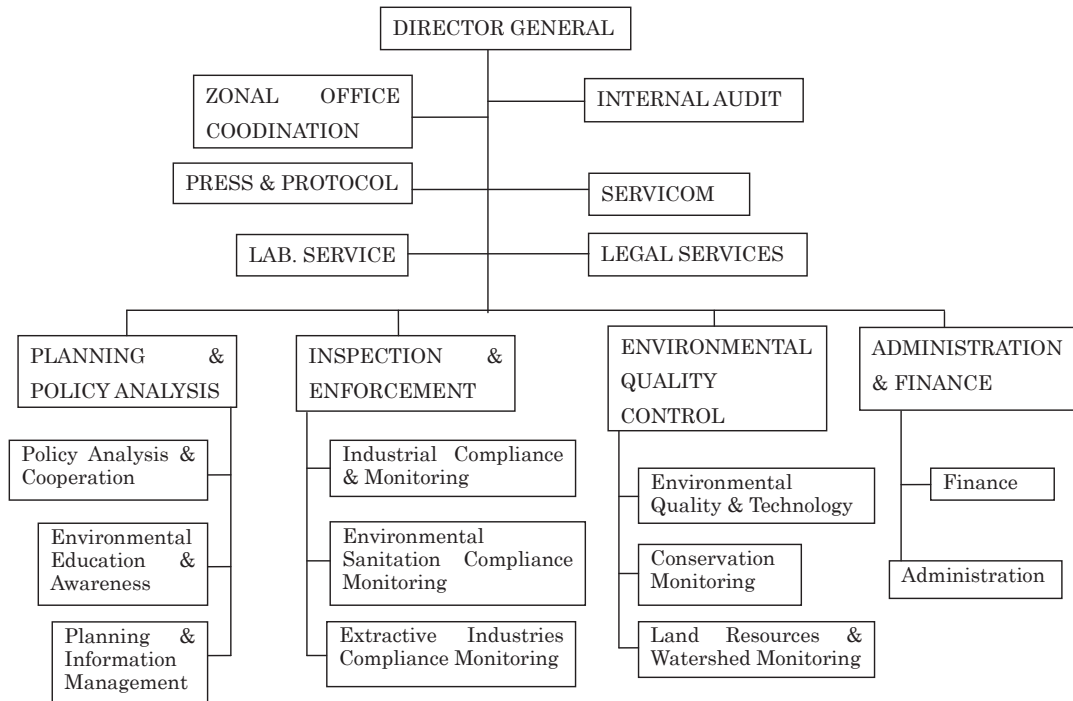 DIRECTOR GENERAL
ZONAL OFFICE
COODINATION
INTERNAL AUDIT
PRESS & PROTOCOL
SERVICOM
LAB. SERVICE
LEGAL SERVICES
PLANNING &
POLICY ANALYSIS
INSPECTION &
ENFORCEMENT
ENVIRONMENTAL
QUALITY
CONTROL
ADMINISTRATION
& FINANCE
Policy Analysis &
Cooperation
Environmental
Education &
Awareness
Planning &
Information
Management
Industrial Compliance
& Monitoring
Environmental
Sanitation Compliance
Monitoring
Extractive Industries
Compliance Monitoring
Environmental
Quality & Technology
Conservation
Monitoring
Land Resources &
Watershed Monitoring
Finance
Administration